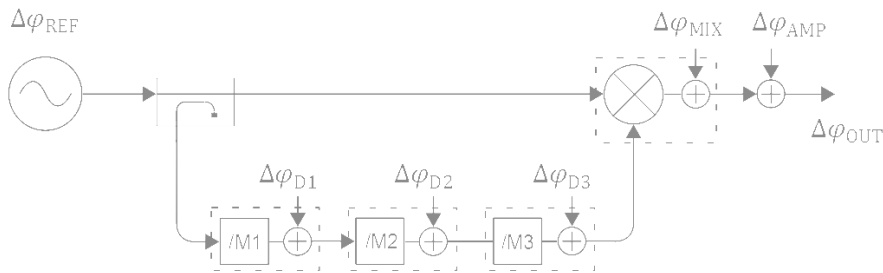 Δφ_REF
Δφ_MIX
Δφ_AMP
Δφ_OUT
Δφ_D1
Δφ_D2
Δφ_D3
/M1
/M2
/M3